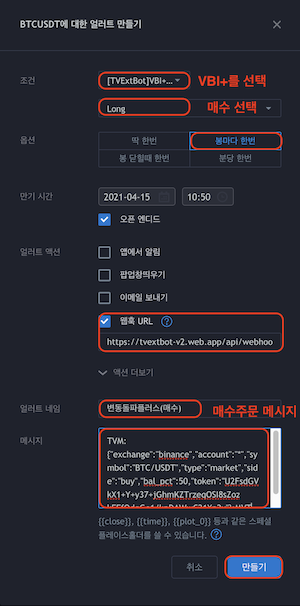 BTCUSDT에 대한 얼러트 만들기
조건
[TVExtBot]VBI+...
VBI+를 선택
Long
매수 선택
옵션
딱 한번
봉마다 한번
봉 닫힐때 한번
분당 한번
만기 시간
2021-04-15
10:50
오픈 엔디드
얼러트 액션
앱에서 알림
팝업창띄우기
이메일 보내기
웹훅 URL
https://tvextbot-v2.web.app/api/webhoo
액션 더보기
얼러트 네임
변동돌파플러스(매수)
매수주문 메시지
메시지
TVM:
{"exchange":"binance","account":"*","sy
mbol":"BTC/USDT","type":"market","sid
e":"buy","bal_pct":50,"token":"U2FsdGV
kX1+Y+y37+jGhmKZTrzeqOSI8sZoz
{{close}}, {{time}}, {{plot_0}} 등과 같은 스페셜
플레이스홀더를 쓸 수 있습니다.
취소
만들기